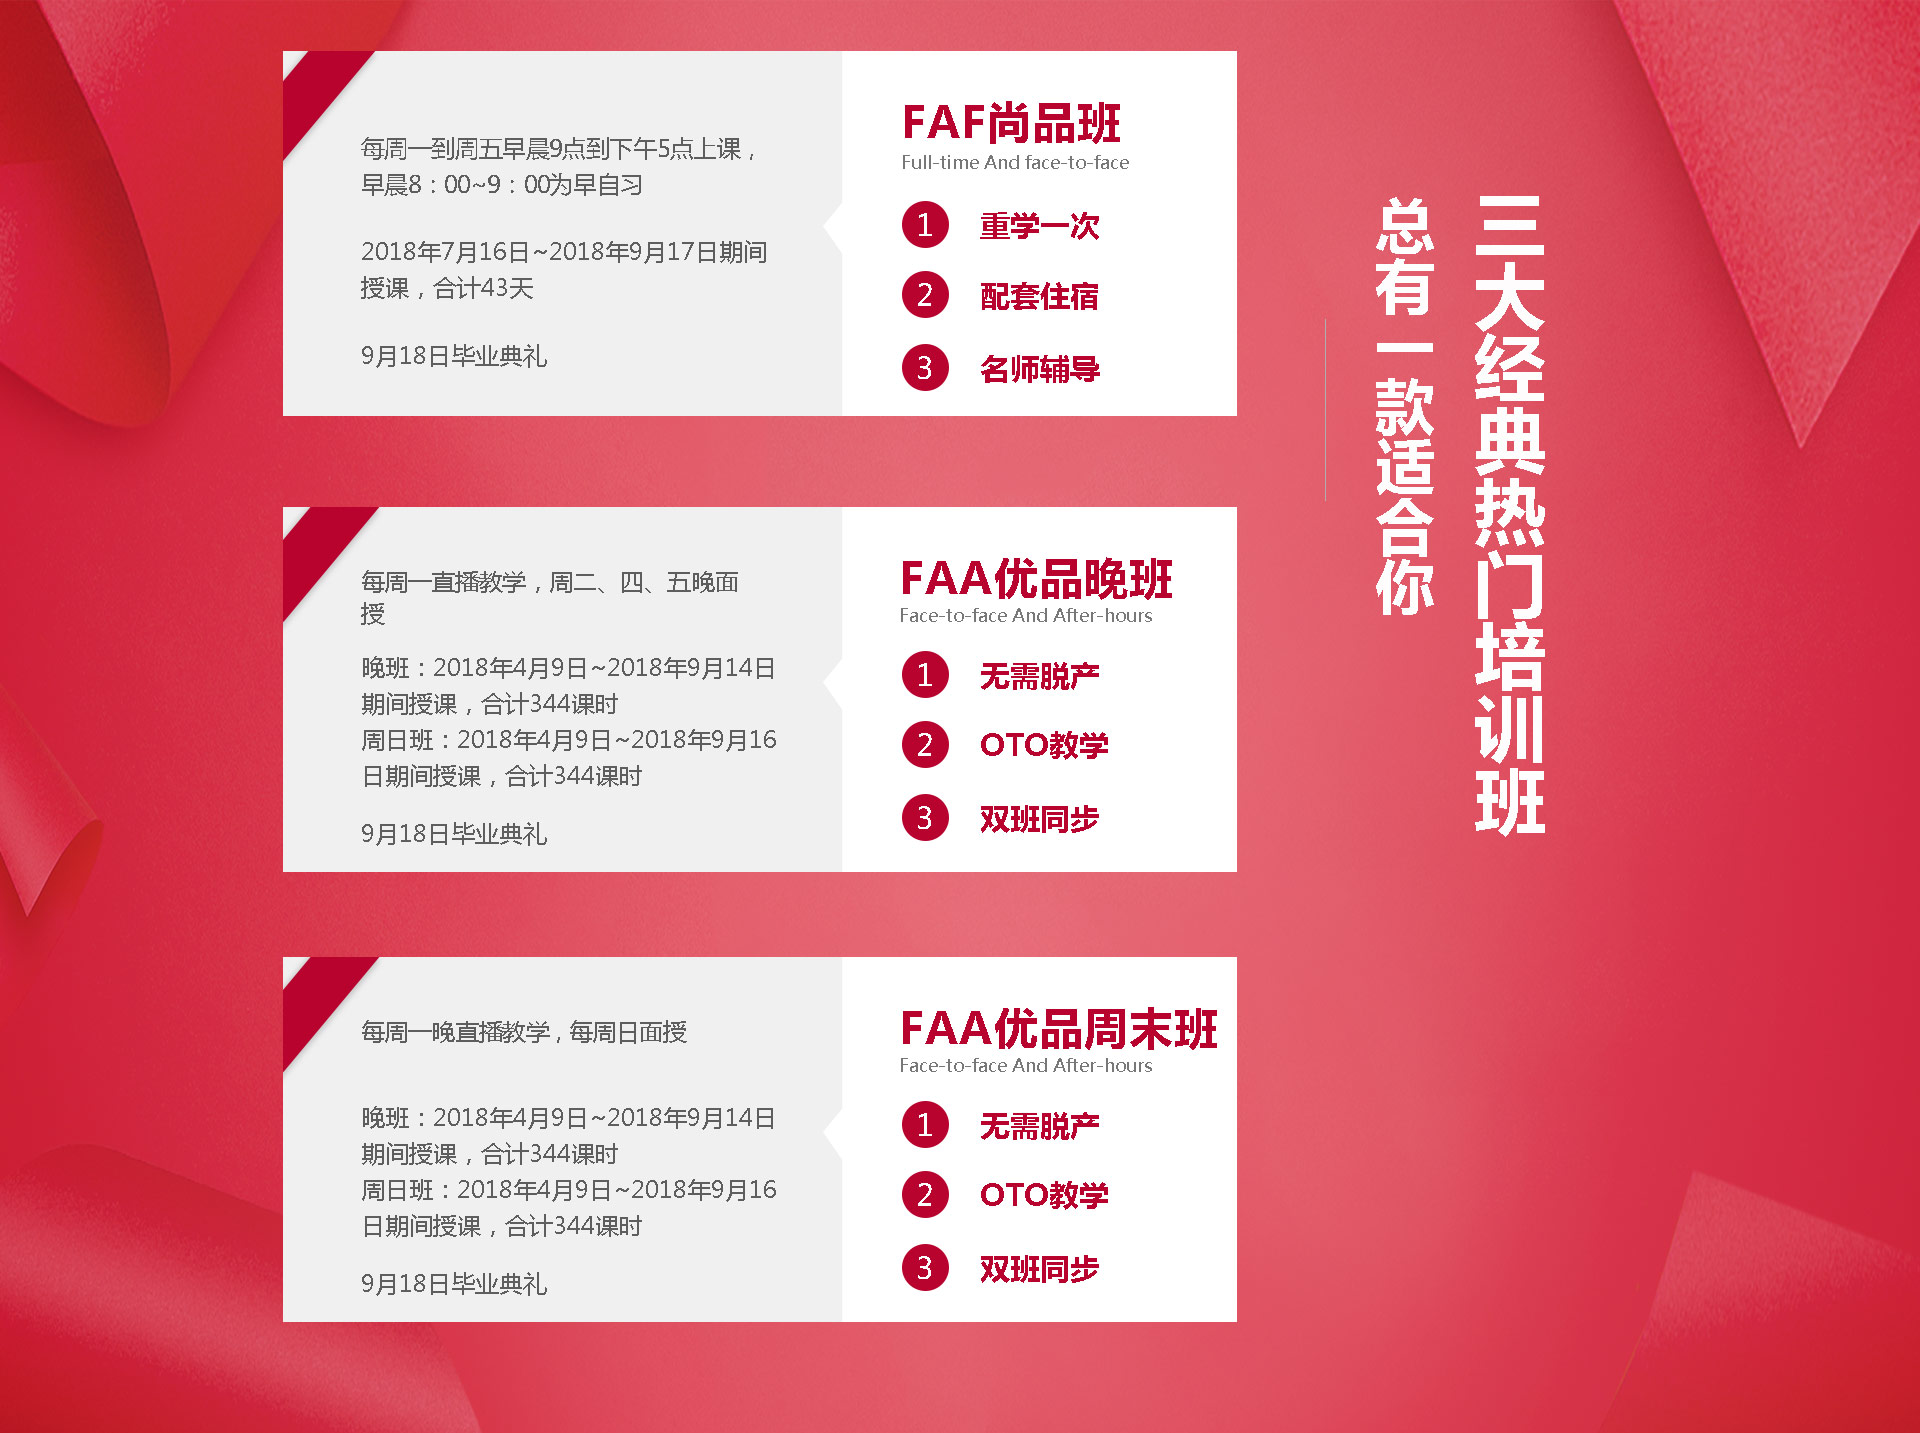 三大经典热门培训班
总有一款适合你
每周一到周五早晨9点到下午5点上课，
早晨8：00~9：00为早自习
2018年7月16日~2018年9月17日期间
授课，合计43天
9月18日毕业典礼
FAF尚品班
Full-time And face-to-face
1 重学一次
2 配套住宿
3 名师辅导
每周一直播教学，周二、四、五晚面
授
晚班：2018年4月9日~2018年9月14日
期间授课，合计344课时
周日班：2018年4月9日~2018年9月16
日期间授课，合计344课时
9月18日毕业典礼
FAA优品晚班
Face-to-face And After-hours
1 无需脱产
2 OTO教学
3 双班同步
每周一晚直播教学，每周日面授
晚班：2018年4月9日~2018年9月14日
期间授课，合计344课时
周日班：2018年4月9日~2018年9月16
日期间授课，合计344课时
9月18日毕业典礼
FAA优品周末班
Face-to-face And After-hours
1 无需脱产
2 OTO教学
3 双班同步